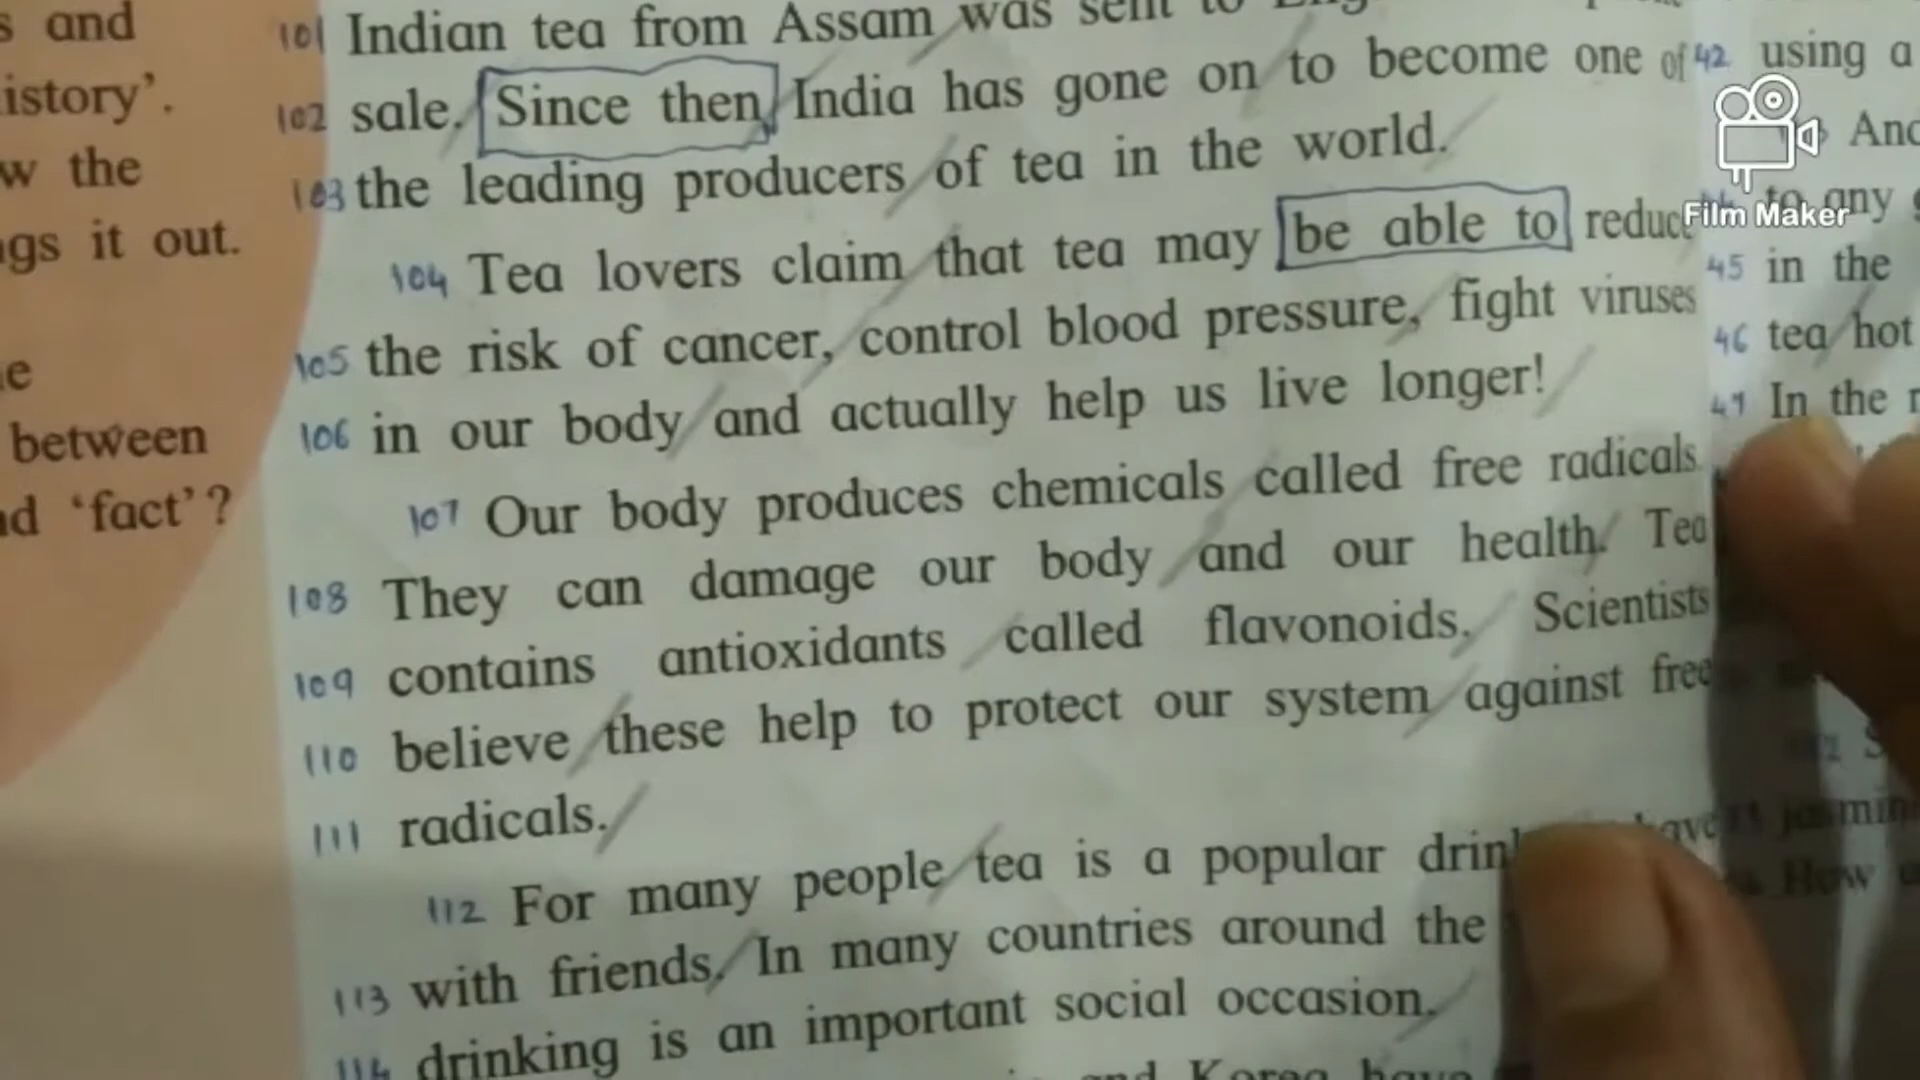 s and
istory'.
w the
gs it out.
e
between
nd 'fact'?
101 Indian tea from Assam was sent to
102 sale. Since then, India has gone on to become one of
103 the leading producers of tea in the world.
104 Tea lovers claim that tea may be able to reduce
105 the risk of cancer, control blood pressure, fight viruses
106 in our body and actually help us live longer!
107 Our body produces chemicals called free radicals.
108 They can damage our body and our health. Tea
109 contains antioxidants called flavonoids. Scientists
110 believe these help to protect our system against free
111 radicals.
112 For many people tea is a popular
113 with friends. In many countries around the
114 drinking is an important social occasion.
and Korea have
42 using a
And
to any
45 in the
46 tea hot
47 In the
How
Film Maker